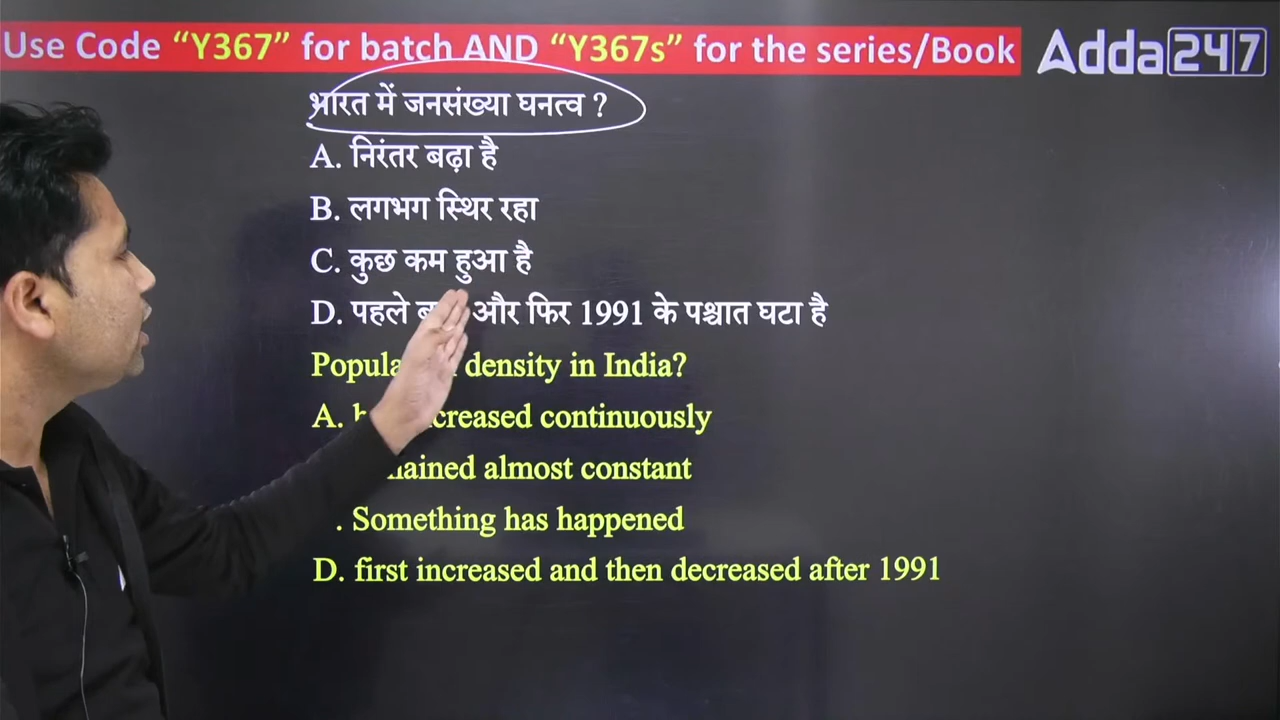 Use Code “Y367” for batch AND “Y367s” for the series/Book
Adda247
भारत में जनसंख्या घनत्व ?
A. निरंतर बढ़ा है
B. लगभग स्थिर रहा
C. कुछ कम हुआ है
D. पहले और फिर 1991 के पश्चात घटा है
density in India?
A. continuously
almost constant
. Something has happened
D. first increased and then decreased after 1991